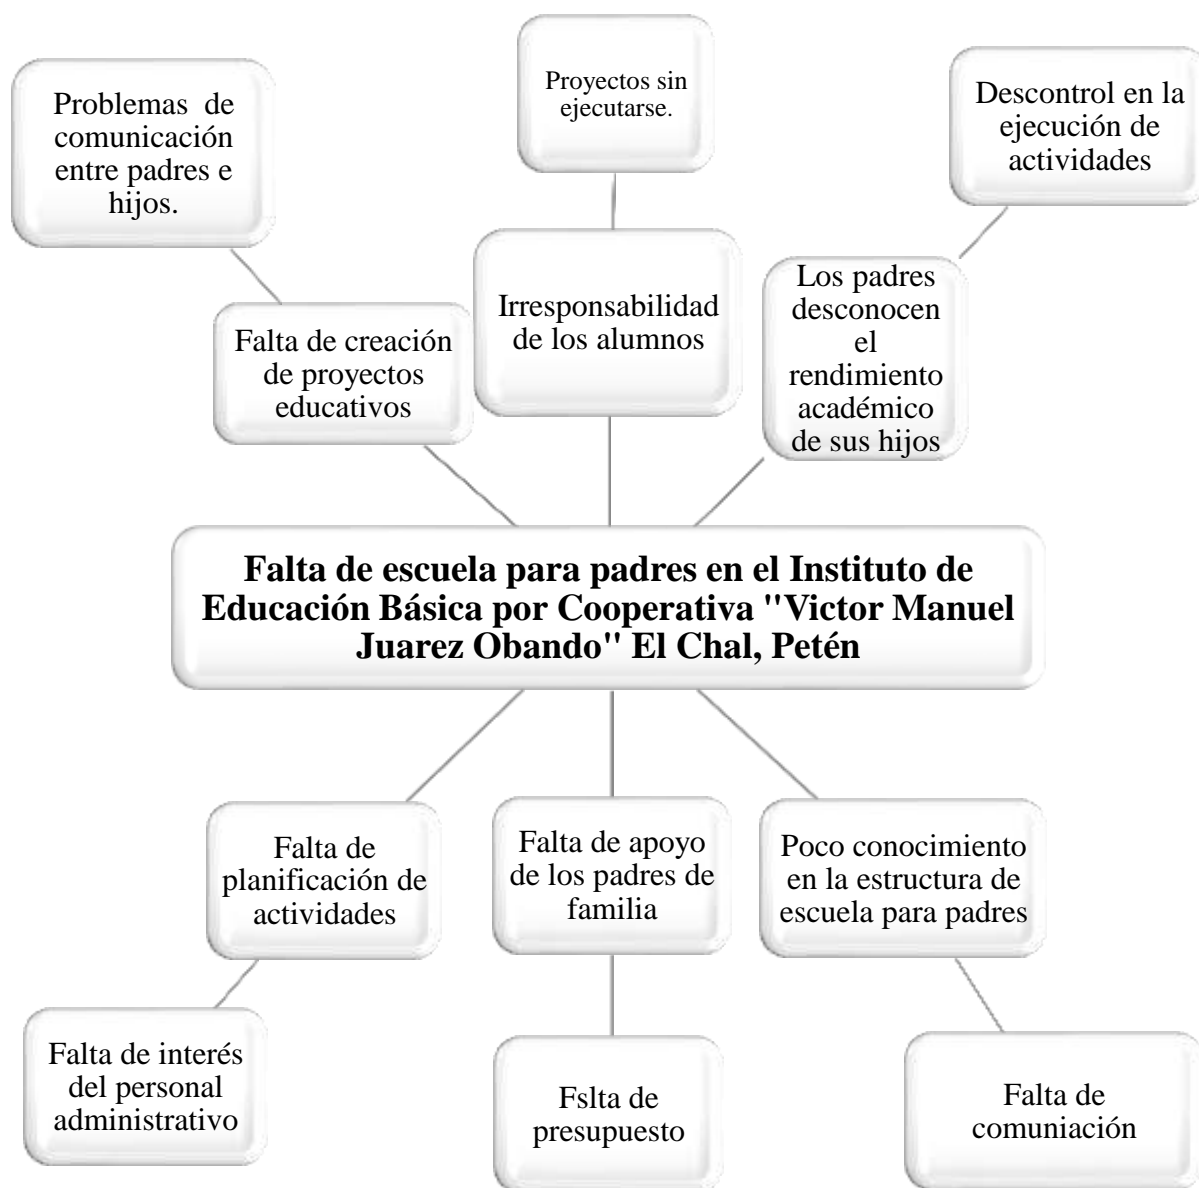 Problemas de
comunicación
entre padres e
hijos.
Proyectos sin
ejecutarse.
Descontrol en la
ejecución de
actividades
Falta de creación
de proyectos
educativos
Irresponsabilidad
de los alumnos
Los padres
desconocen
el
rendimiento
académico
de sus hijos
Falta de escuela para padres en el Instituto de
Educación Básica por Cooperativa "Victor Manuel
Juarez Obando" El Chal, Petén
Falta de
planificación de
actividades
Falta de apoyo
de los padres de
familia
Poco conocimiento
en la estructura de
escuela para padres
Falta de interés
del personal
administrativo
Fslta de
presupuesto
Falta de
comuniación